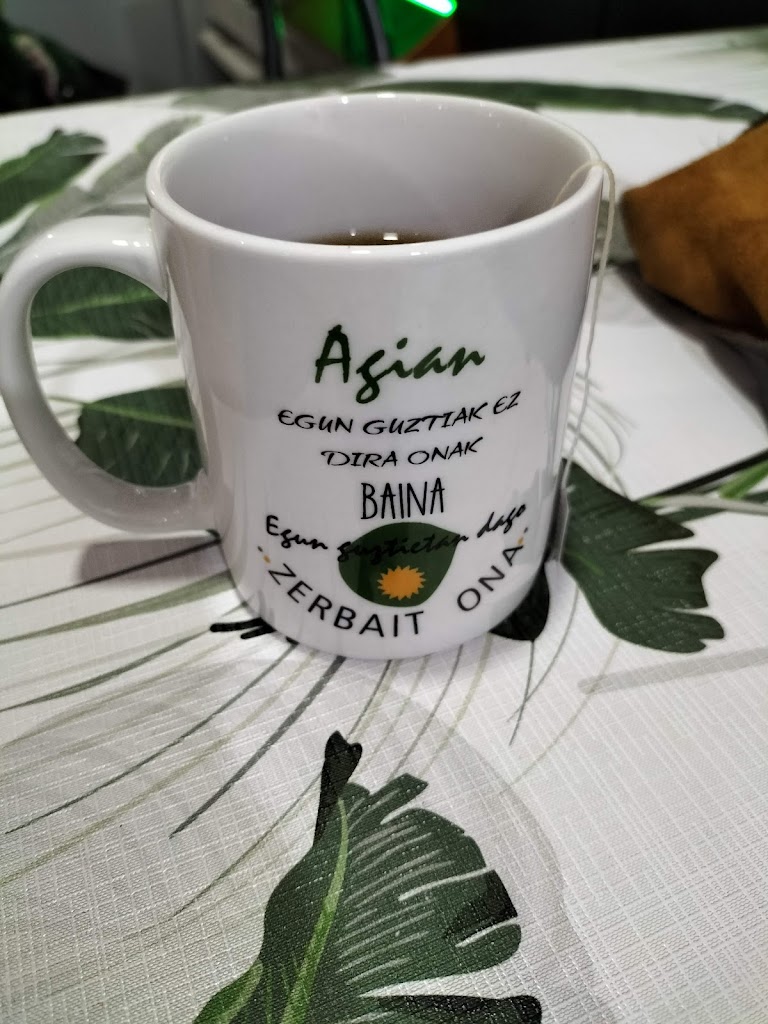 Agian
EGUN GUZTIAK EZ
DIRA ONAK
BAINA
Egun guztietan dago
ZERBAIT ONA